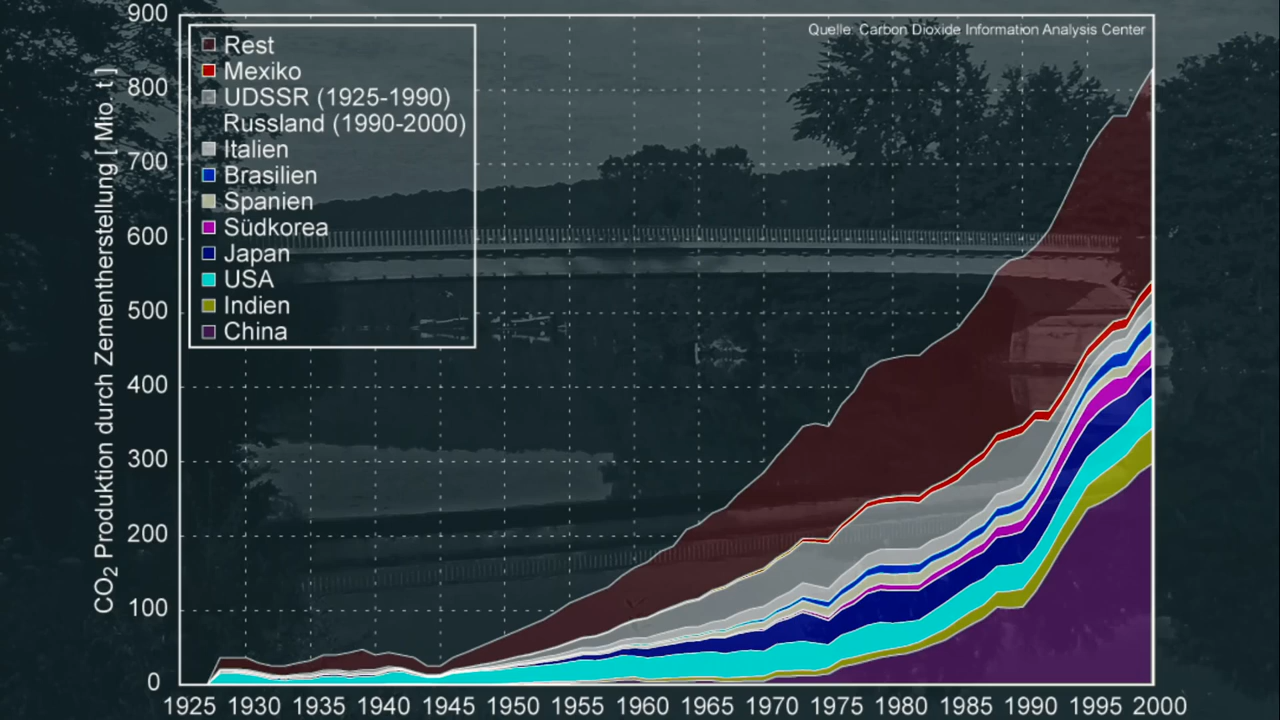 900
800
700
600
500
400
300
200
100
0
CO2 Produktion durch Zementherstellung [ Mio. t ]
Quelle: Carbon Dioxide Information Analysis Center
Rest
Mexiko
UDSSR (1925-1990)
Russland (1990-2000)
Italien
Brasilien
Spanien
Südkorea
Japan
USA
Indien
China
1925 1930 1935 1940 1945 1950 1955 1960 1965 1970 1975 1980 1985 1990 1995 2000